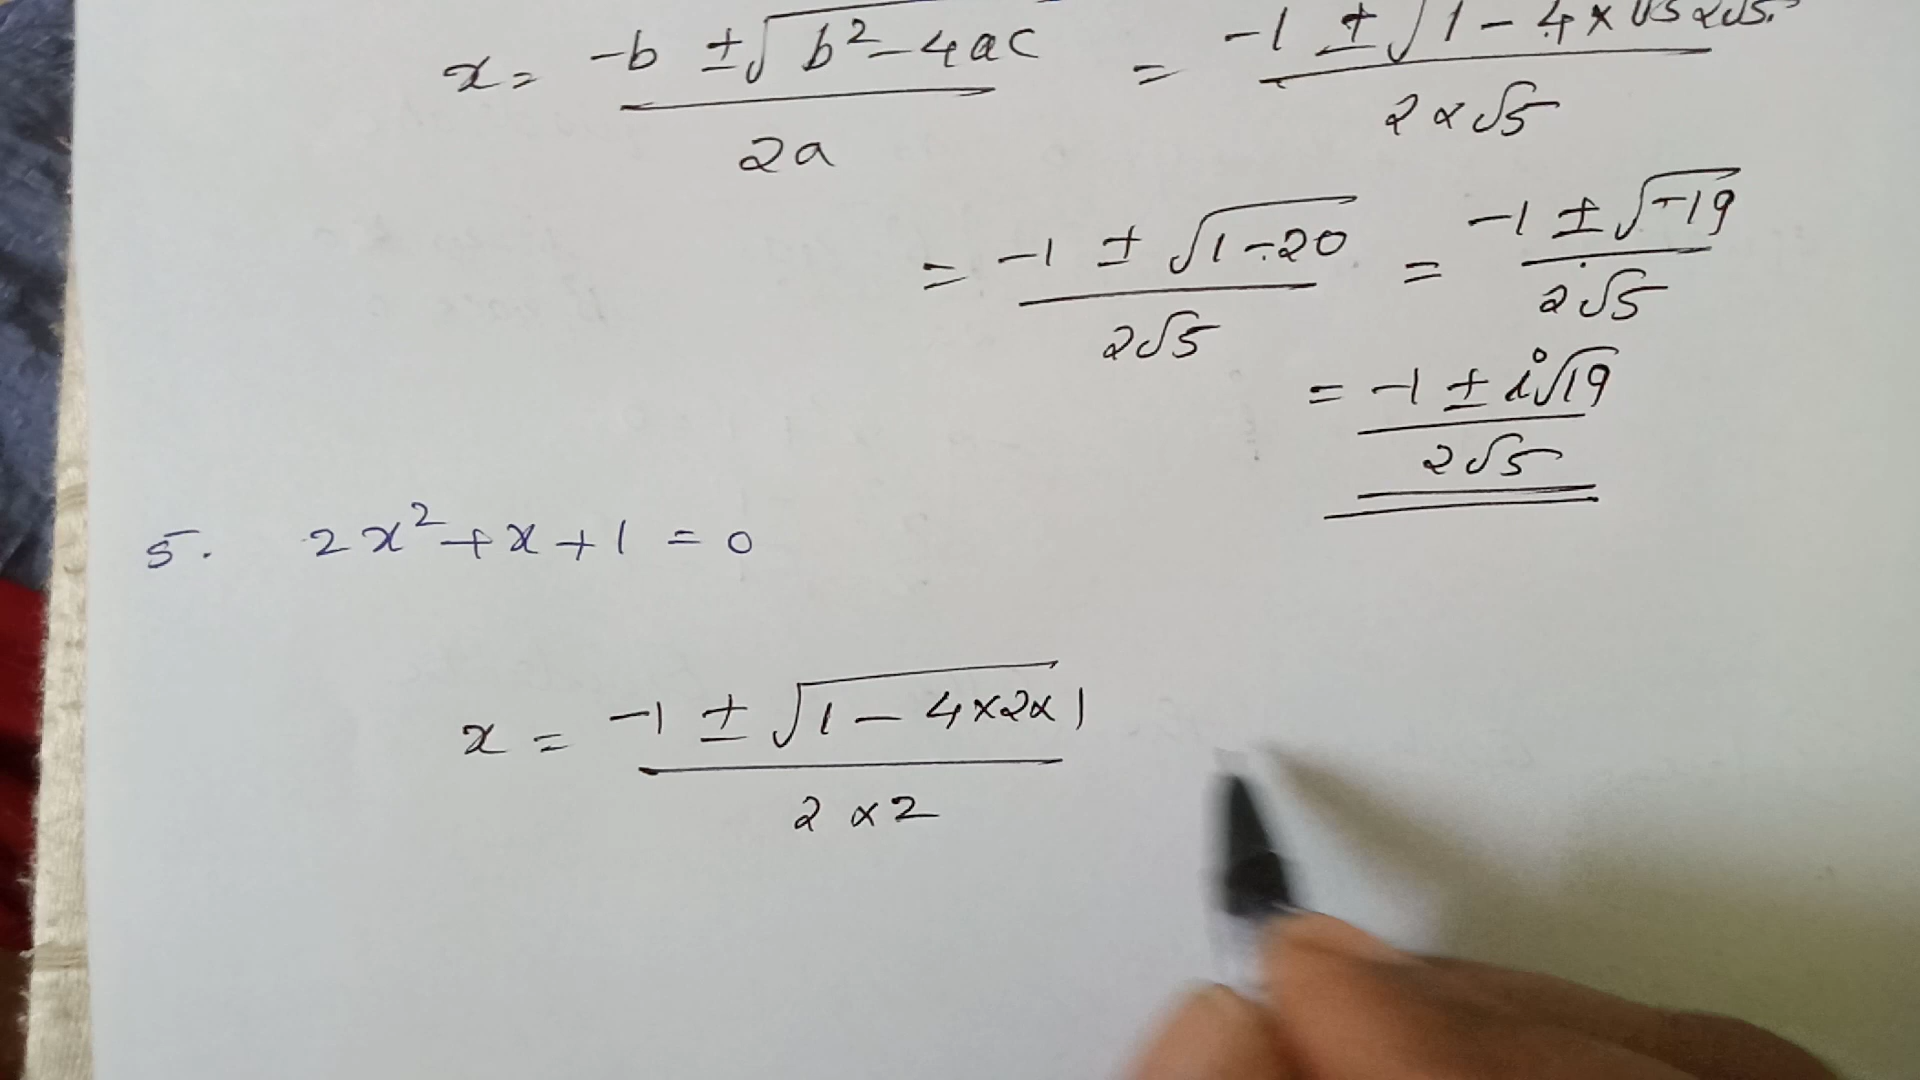 x = -b ± √b² - 4ac / 2a = -1 ± √1 - 4 × √5 × √5 / 2 × √5
= -1 ± √1 - 20 / 2√5 = -1 ± √-19 / 2√5
= -1 ± i√19 / 2√5
5. 2x² + x + 1 = 0
x = -1 ± √1 - 4×2×1 / 2 × 2